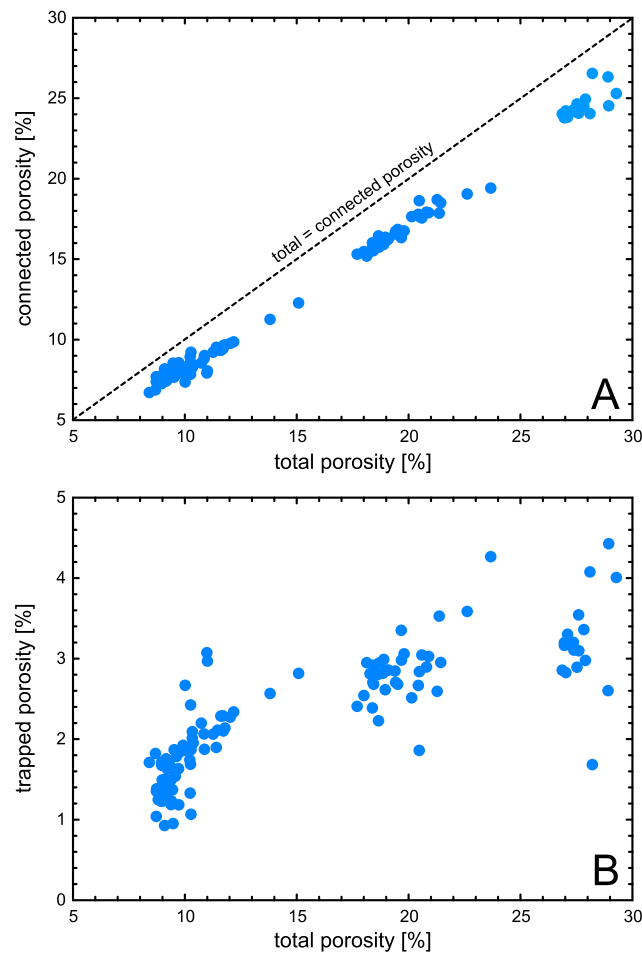 30
25
20
15
10
5
connected porosity [%]
total = connected porosity
A
5 10 15 20 25 30
total porosity [%]
5
4
3
2
1
0
trapped porosity [%]
B
5 10 15 20 25 30
total porosity [%]